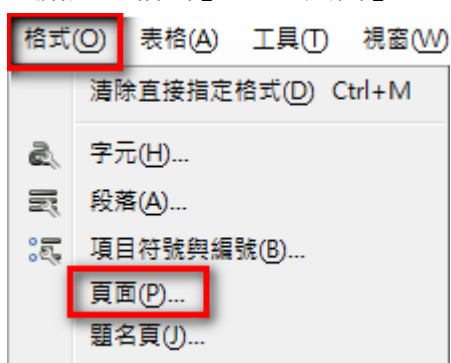 格式(O) 表格(A) 工具(T) 視窗(W)
清除直接指定格式(D) Ctrl+M
字元(H)...
段落(A)...
項目符號與編號(B)...
頁面(P)...
題名頁(J)...